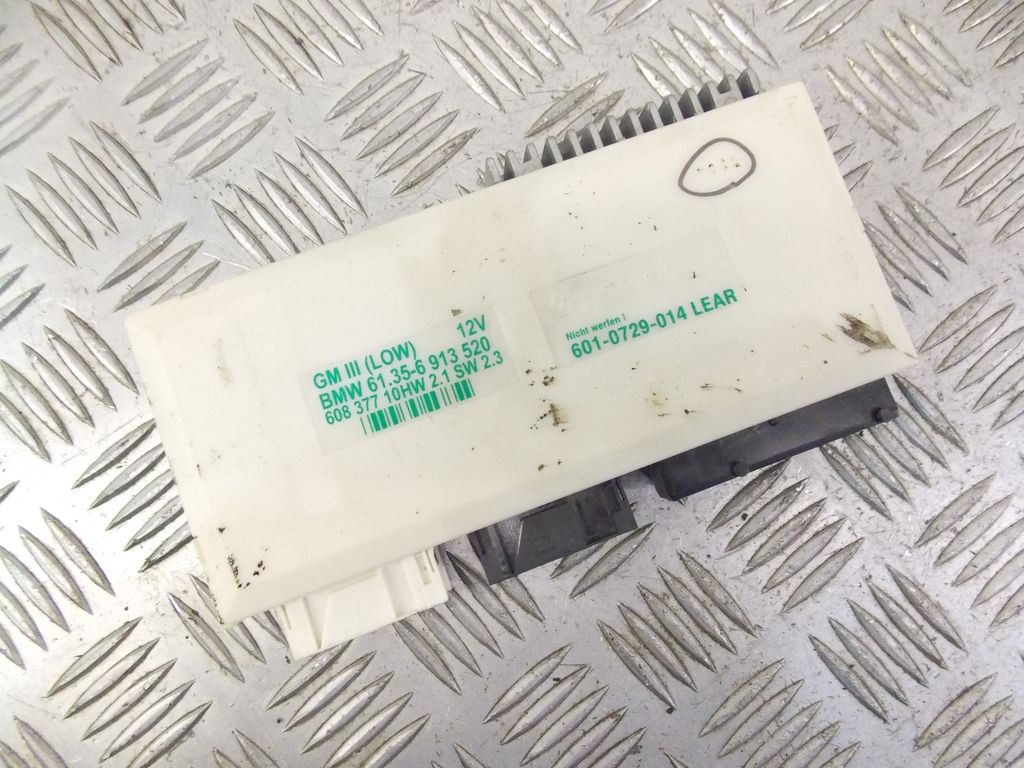 12V
GM III (LOW)
BMW 61.35-6 913 520
608 377 10HW 2.1 SW 2.3
Nicht werfen !
601-0729-014 LEAR